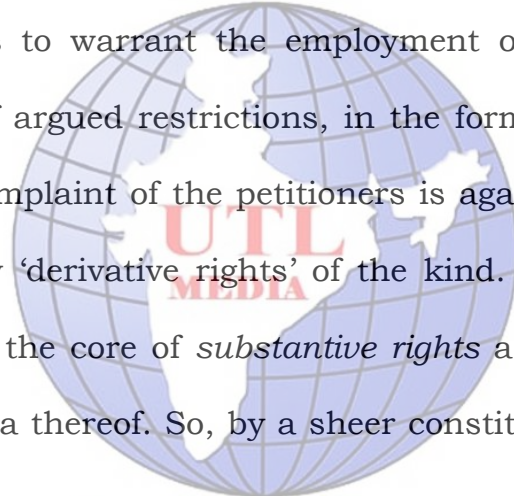 s to warrant the employment o
f argued restrictions, in the form
mplaint of the petitioners is aga
UTL
y ‘derivative rights’ of the kind.
MEDIA
the core of substantive rights a
a thereof. So, by a sheer constit